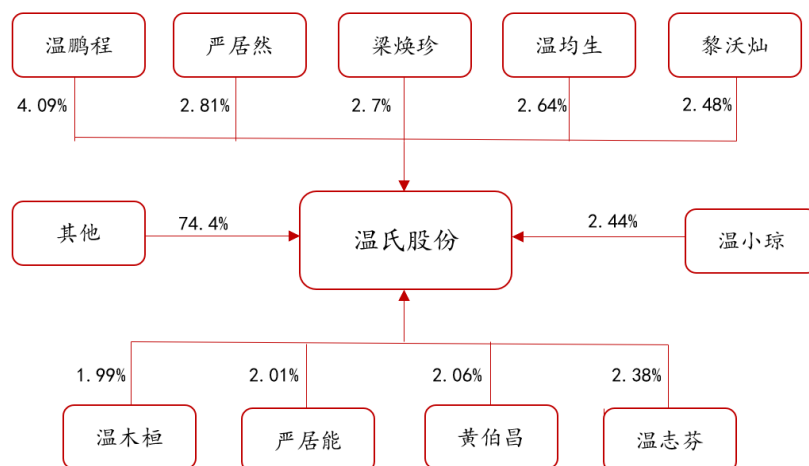 温鹏程
严居然
梁焕珍
温均生
黎沃灿
4.09%
2.81%
2.7%
2.64%
2.48%
其他
74.4%
温氏股份
2.44%
温小琼
1.99%
2.01%
2.06%
2.38%
温木桓
严居能
黄伯昌
温志芬